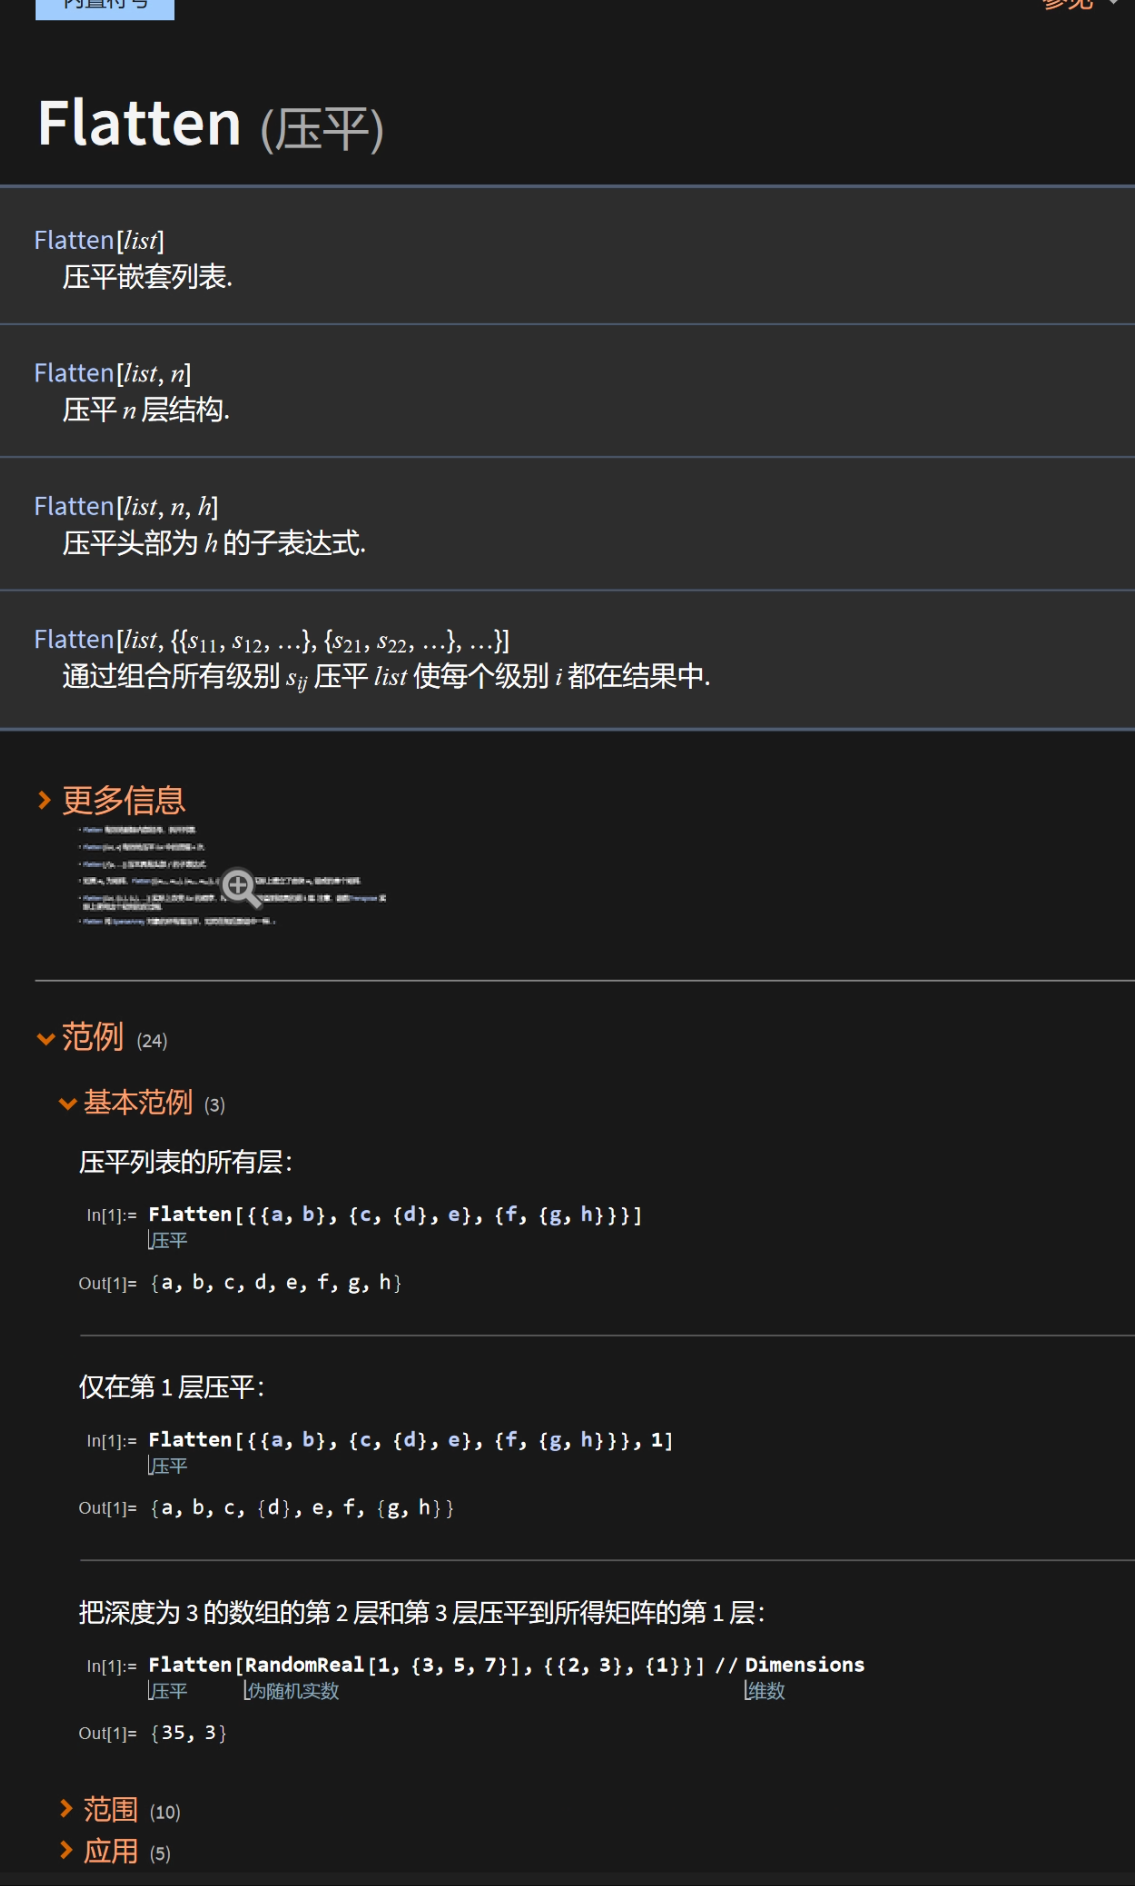 内置符号
参见
Flatten (压平)
Flatten[list]
压平嵌套列表.
Flatten[list, n]
压平 n 层结构.
Flatten[list, n, h]
压平头部为 h 的子表达式.
Flatten[list, {{s11, s12, …}, {s21, s22, …}, …}]
通过组合所有级别 sij 压平 list 使每个级别 i 都在结果中.
更多信息
范例 (24)
基本范例 (3)
压平列表的所有层:
In[1]:= Flatten[{{a, b}, {c, {d}, e}, {f, {g, h}}}]
压平
Out[1]= {a, b, c, d, e, f, g, h}
仅在第 1 层压平:
In[1]:= Flatten[{{a, b}, {c, {d}, e}, {f, {g, h}}}, 1]
压平
Out[1]= {a, b, c, {d}, e, f, {g, h}}
把深度为 3 的数组的第 2 层和第 3 层压平到所得矩阵的第 1 层:
In[1]:= Flatten[RandomReal[1, {3, 5, 7}], {{2, 3}, {1}}] // Dimensions
压平 伪随机实数 维数
Out[1]= {35, 3}
范围 (10)
应用 (5)